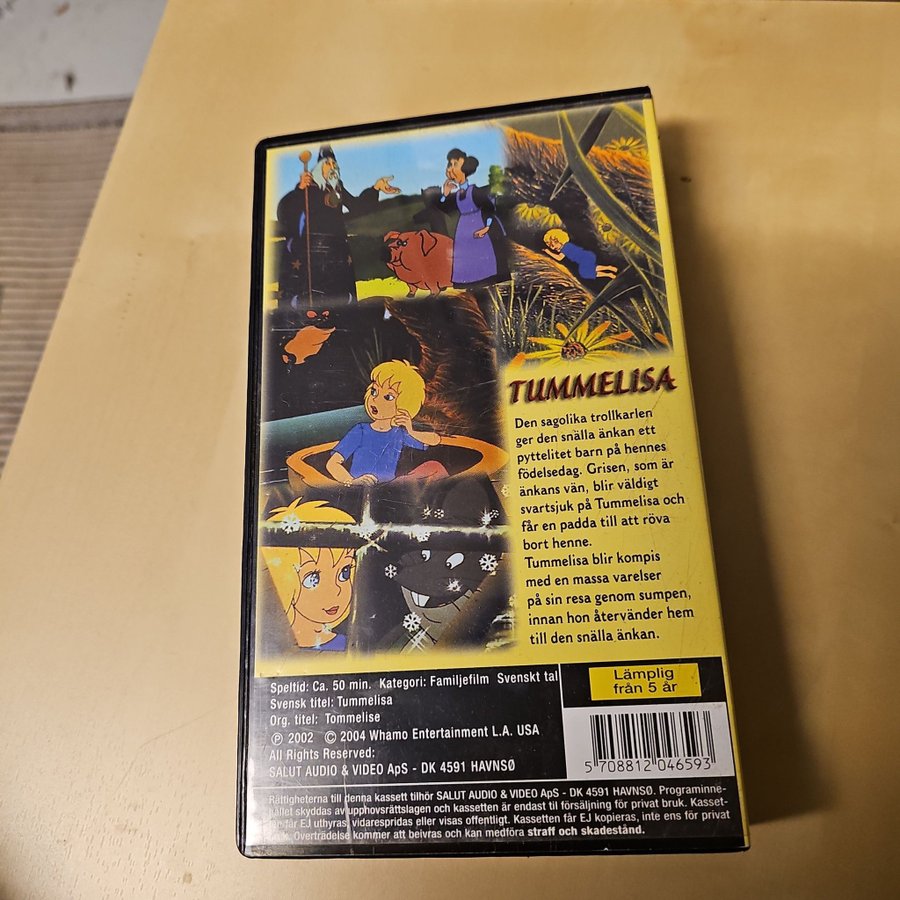 TUMMELISA
Den sagolika trollkarlen
ger den snälla änkan ett
pyttelitet barn på hennes
födelsedag. Grisen, som är
änkans vän, blir väldigt
svartsjuk på Tummelisa och
får en padda till att röva
bort henne.
Tummelisa blir kompis
med en massa varelser
på sin resa genom sumpen,
innan hon återvänder hem
till den snälla änkan.
Speltid: Ca. 50 min. Kategori: Familjefilm Svenskt tal
Svensk titel: Tummelisa
Org. titel: Tommelise
Ⓟ 2002 © 2004 Whamo Entertainment L.A. USA
All Rights Reserved:
SALUT AUDIO & VIDEO ApS - DK 4591 HAVNSØ
Lämplig
från 5 år
5 708812 046593
Rättigheterna till denna kassett tilhör SALUT AUDIO & VIDEO ApS - DK 4591 HAVNSØ. Programinne-
hållet skyddas av upphovsrättslagen och kassetten är endast til försäljning för privat bruk. Kasset-
får EJ uthyras, vidarespridas eller visas offentligt. Kassetten får EJ kopieras, inte ens för privat
bruk. Överträdelse kommer att beivras och kan medföra straff och skadestånd.